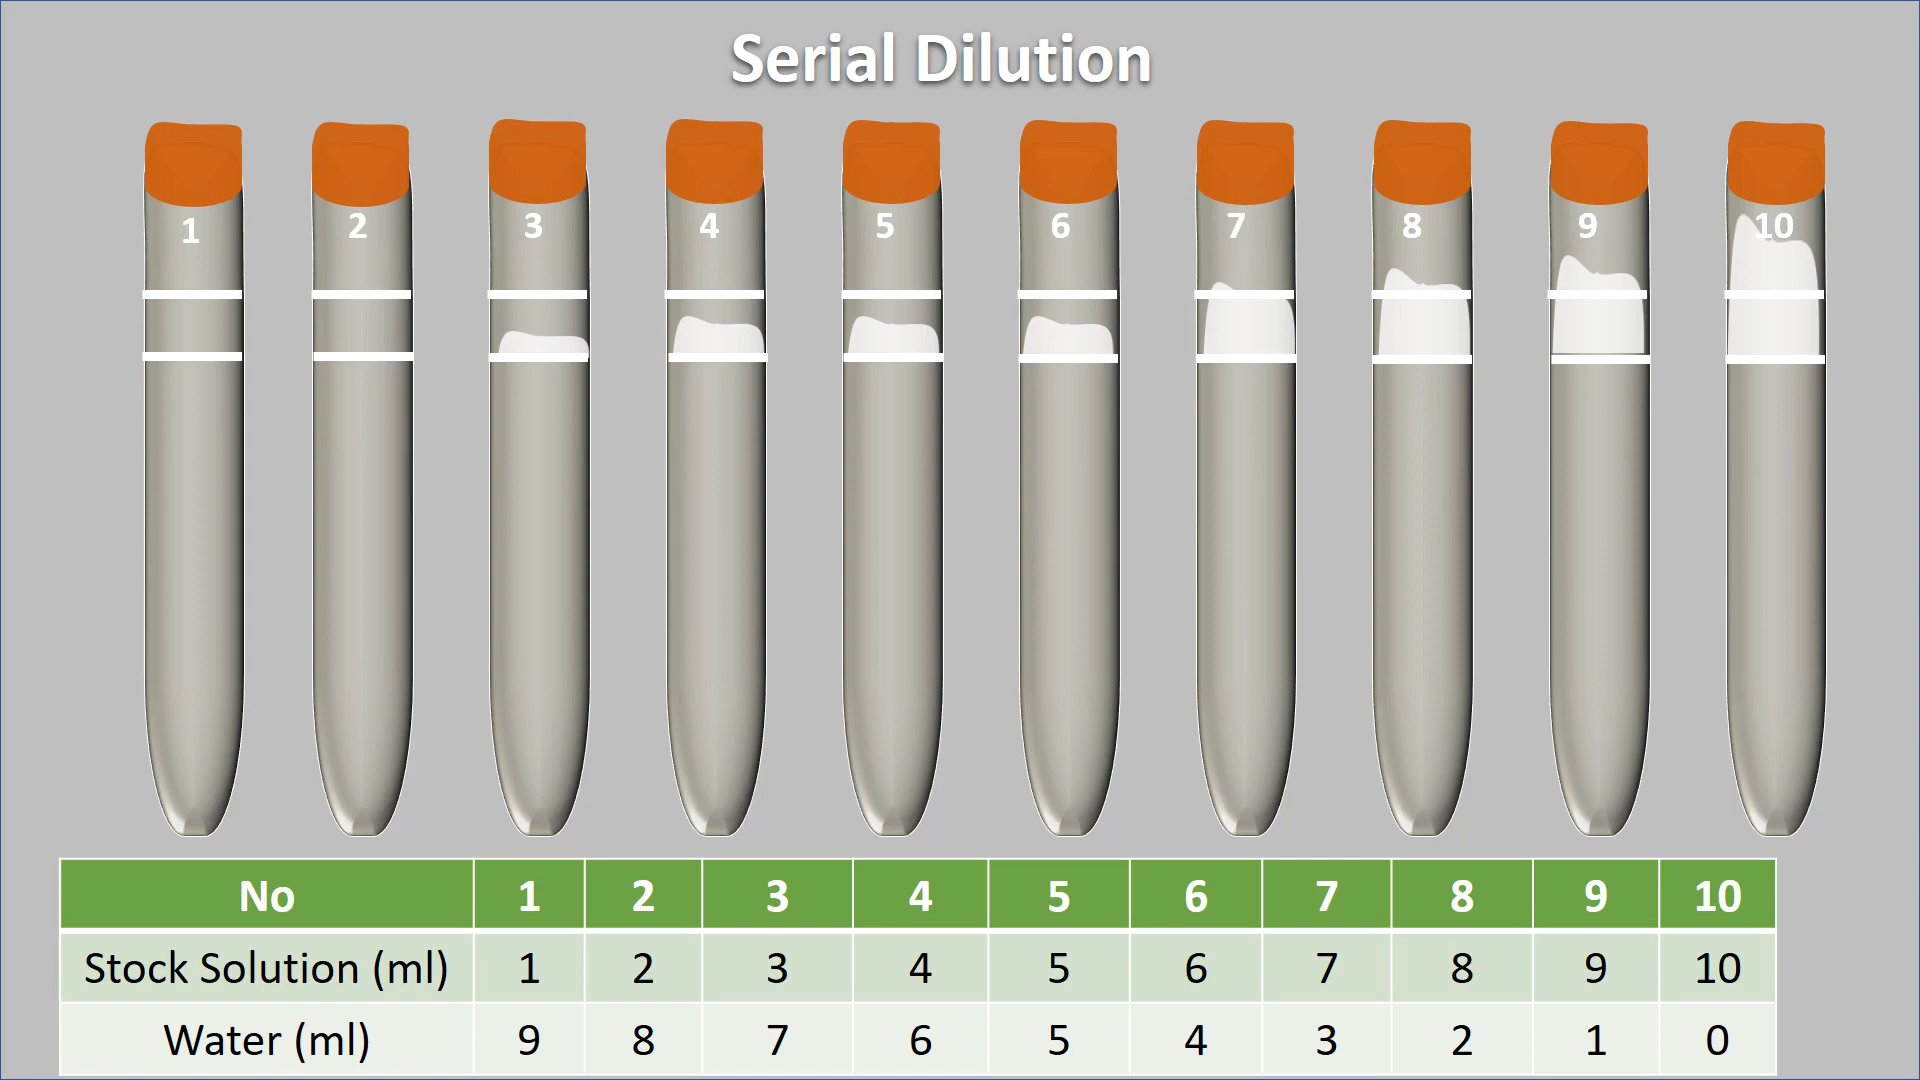 Serial Dilution
1 2 3 4 5 6 7 8 9 10
No 1 2 3 4 5 6 7 8 9 10
Stock Solution (ml) 1 2 3 4 5 6 7 8 9 10
Water (ml) 9 8 7 6 5 4 3 2 1 0